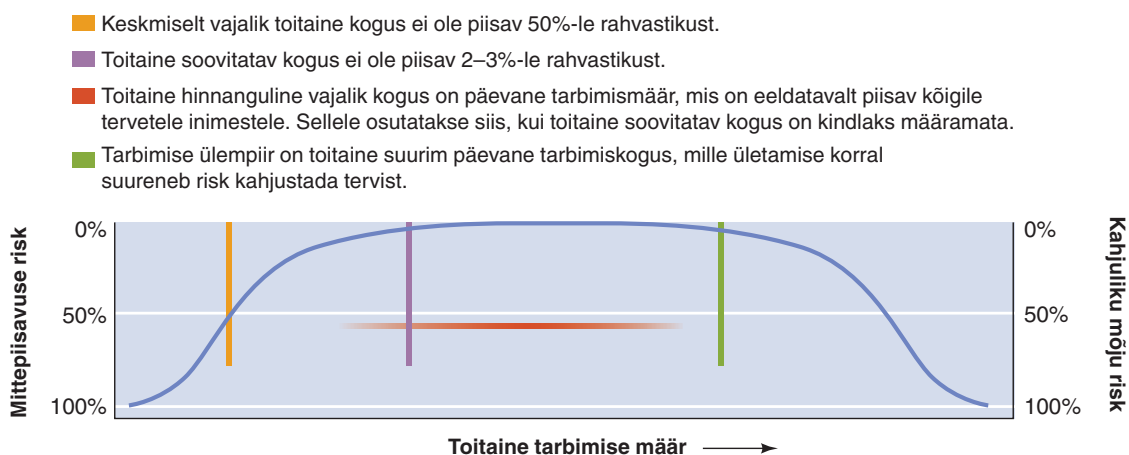 Keskmiselt vajalik toitaine kogus ei ole piisav 50%-le rahvastikust.
Toitaine soovitatav kogus ei ole piisav 2–3%-le rahvastikust.
Toitaine hinnanguline vajalik kogus on päevane tarbimismäär, mis on eeldatavalt piisav kõigile
tervetele inimestele. Sellele osutatakse siis, kui toitaine soovitatav kogus on kindlaks määramata.
Tarbimise ülempiir on toitaine suurim päevane tarbimiskogus, mille ületamise korral
suureneb risk kahjustada tervist.
Mittepiisavuse risk
0%
50%
100%
0%
50%
100%
Kahjuliku mõju risk
Toitaine tarbimise määr